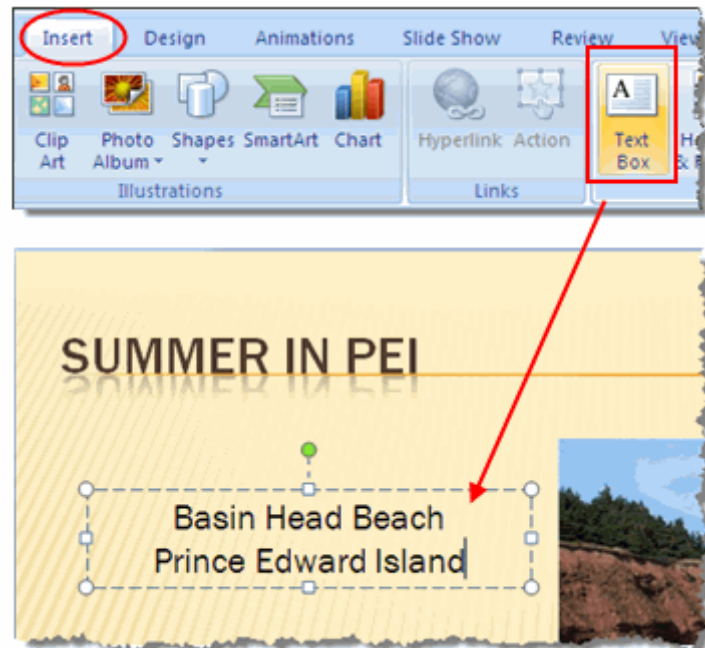 Insert Design Animations Slide Show Review View
Clip Art
Photo Album
Shapes
SmartArt
Chart
Hyperlink
Action
A
Text Box
Illustrations
Links
SUMMER IN PEI
Basin Head Beach
Prince Edward Island